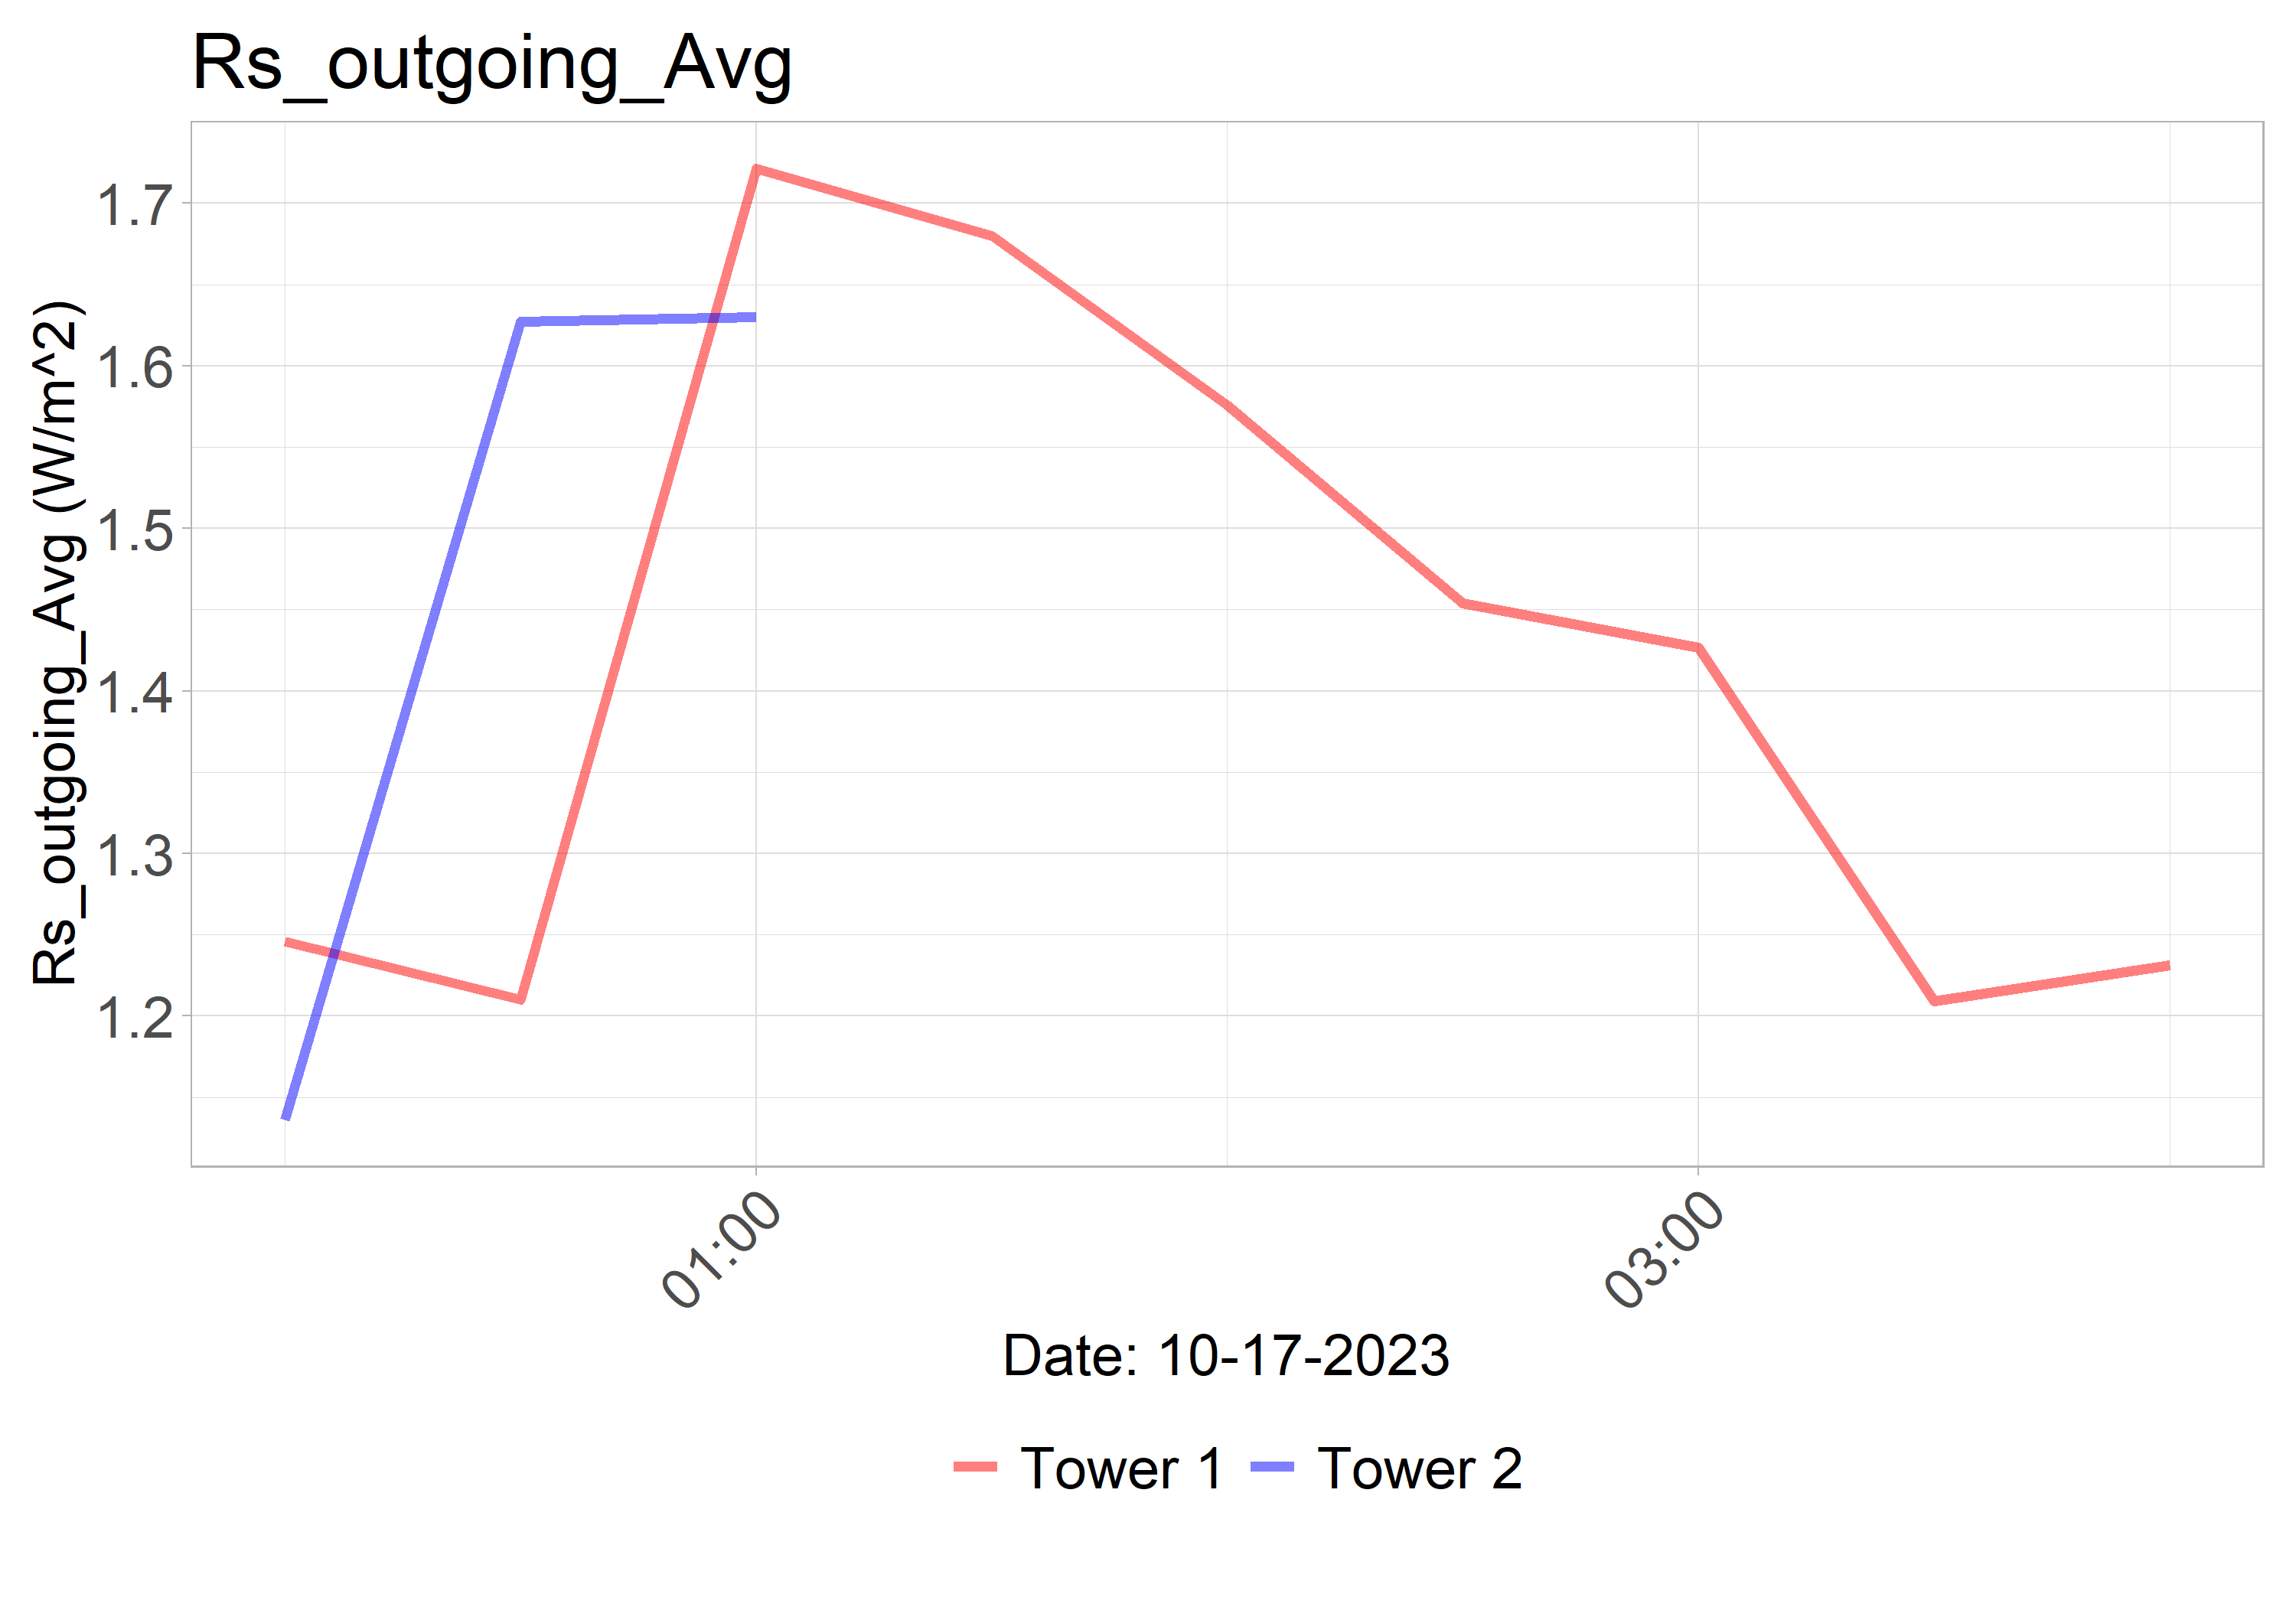 Rs_outgoing_Avg
Rs_outgoing_Avg (W/m^2)
1.7
1.6
1.5
1.4
1.3
1.2
01:00
03:00
Date: 10-17-2023
Tower 1
Tower 2